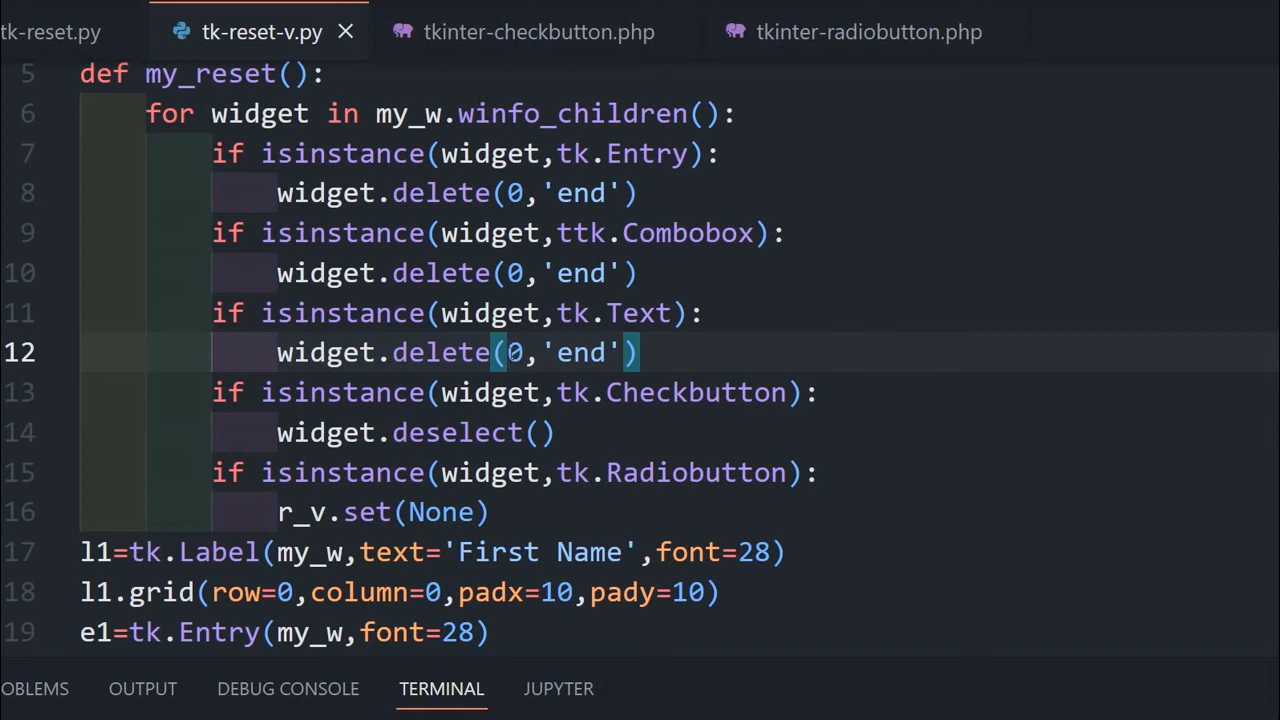 tk-reset.py tk-reset-v.py tkinter-checkbutton.php tkinter-radiobutton.php
5 def my_reset():
6 for widget in my_w.winfo_children():
7 if isinstance(widget,tk.Entry):
8 widget.delete(0,'end')
9 if isinstance(widget,ttk.Combobox):
10 widget.delete(0,'end')
11 if isinstance(widget,tk.Text):
12 widget.delete(0,'end')
13 if isinstance(widget,tk.Checkbutton):
14 widget.deselect()
15 if isinstance(widget,tk.Radiobutton):
16 r_v.set(None)
17 l1=tk.Label(my_w,text='First Name',font=28)
18 l1.grid(row=0,column=0,padx=10,pady=10)
19 e1=tk.Entry(my_w,font=28)
OBLEMS OUTPUT DEBUG CONSOLE TERMINAL JUPYTER